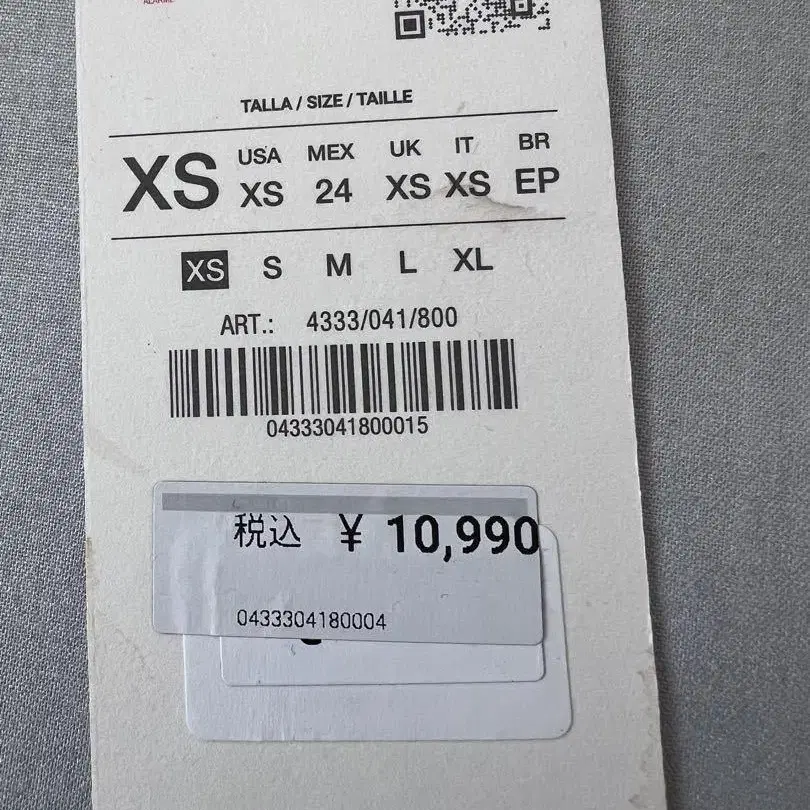 TALLA / SIZE / TAILLE
XS USA MEX UK IT BR
XS 24 XS XS EP
XS S M L XL
ART.: 4333/041/800
04333041800015
税込 ¥ 10,990
0433304180004